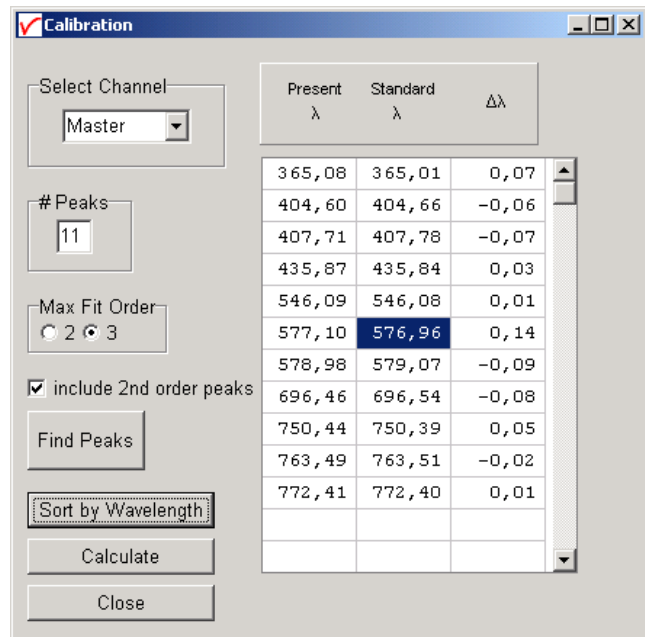 Calibration
Select Channel
Master
# Peaks
11
Max Fit Order
2 3
include 2nd order peaks
Find Peaks
Sort by Wavelength
Calculate
Close
Present Standard Δλ
λ λ
365,08 365,01 0,07
404,60 404,66 -0,06
407,71 407,78 -0,07
435,87 435,84 0,03
546,09 546,08 0,01
577,10 576,96 0,14
578,98 579,07 -0,09
696,46 696,54 -0,08
750,44 750,39 0,05
763,49 763,51 -0,02
772,41 772,40 0,01